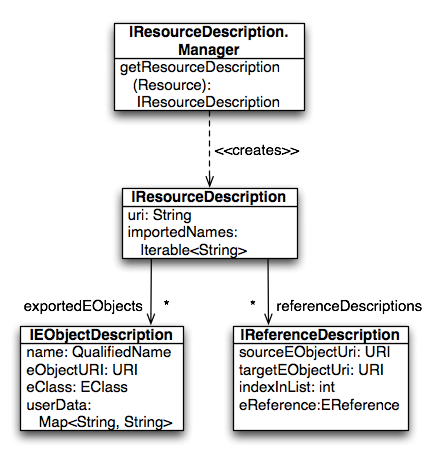 IResourceDescription.
Manager
getResourceDescription
(Resource):
IResourceDescription
<<creates>>
IResourceDescription
uri: String
importedNames:
Iterable<String>
exportedEObjects
*
*
referenceDescriptions
IEObjectDescription
name: QualifiedName
eObjectURI: URI
eClass: EClass
userData:
Map<String, String>
IReferenceDescription
sourceEObjectUri: URI
targetEObjectUri: URI
indexInList: int
eReference:EReference